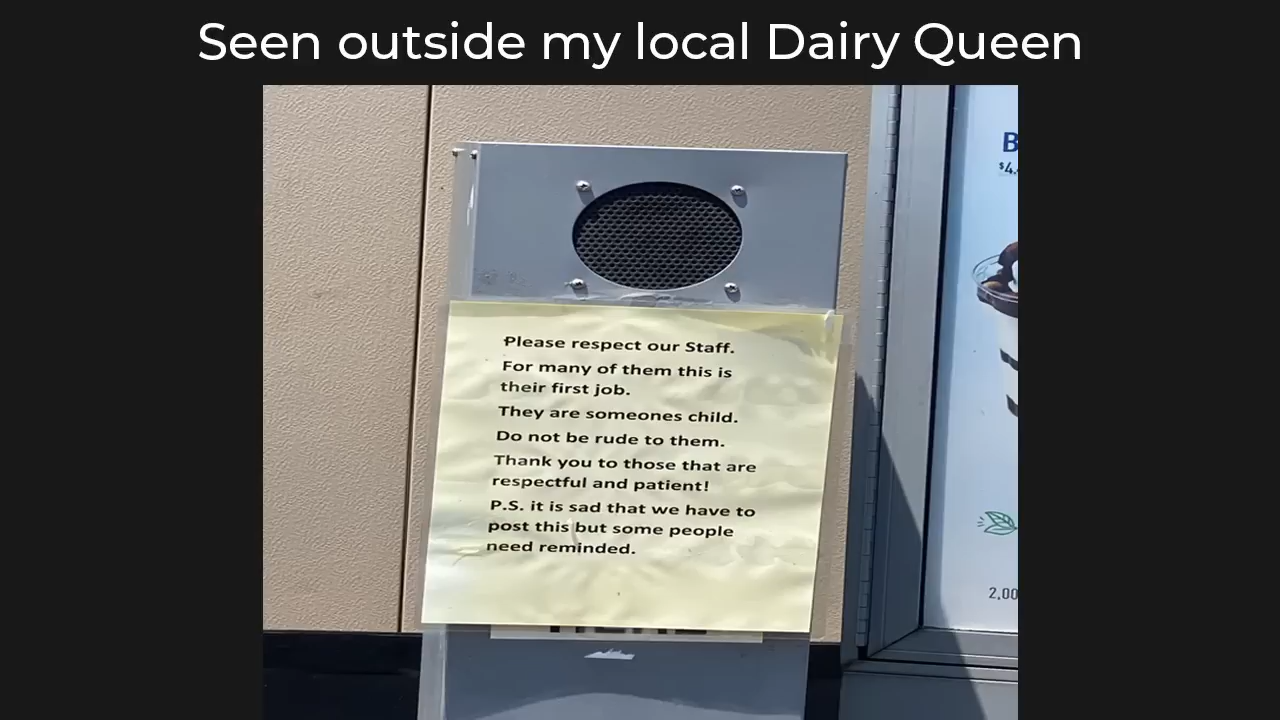 Seen outside my local Dairy Queen
B
$4.
Please respect our Staff.
For many of them this is
their first job.
They are someones child.
Do not be rude to them.
Thank you to those that are
respectful and patient!
P.S. it is sad that we have to
post this but some people
need reminded.
2,00